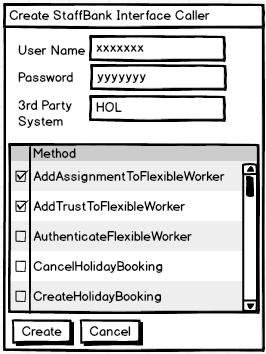 Create StaffBank Interface Caller
User Name xxxxxxx
Password yyyyyyy
3rd Party
System HOL
Method
AddAssignmentToFlexibleWorker
AddTrustToFlexibleWorker
AuthenticateFlexibleWorker
CancelHolidayBooking
CreateHolidayBooking
Create Cancel